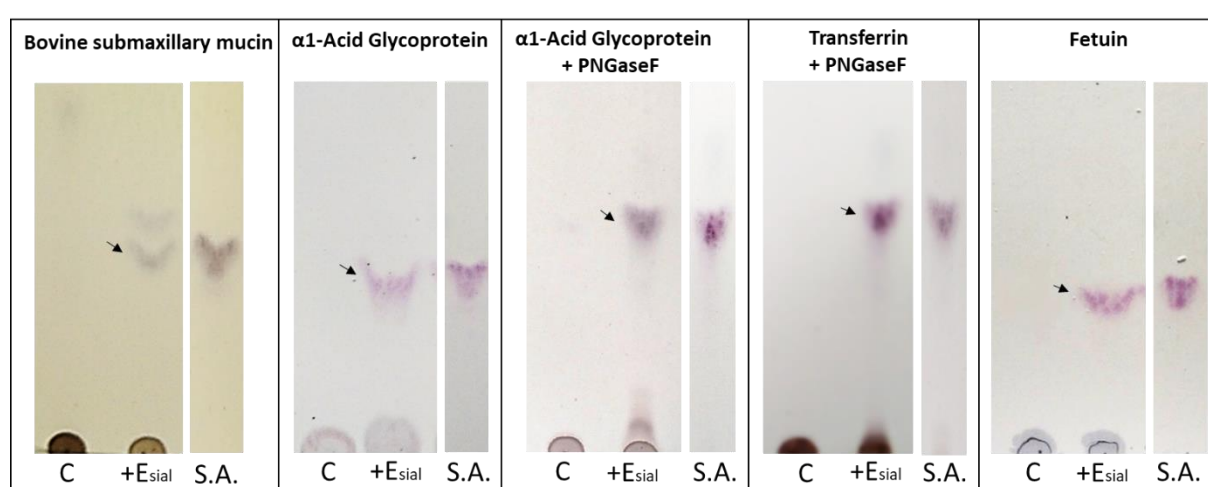 Bovine submaxillary mucin
C +Esial S.A.
α1-Acid Glycoprotein
C +Esial S.A.
α1-Acid Glycoprotein
+ PNGaseF
C +Esial S.A.
Transferrin
+ PNGaseF
C +Esial S.A.
Fetuin
C +Esial S.A.